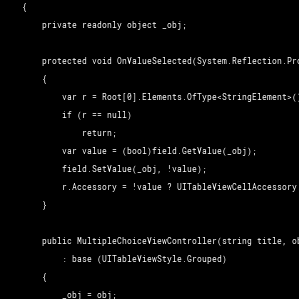 {
private readonly object _obj;
protected void OnValueSelected(System.Reflection.Pro
{
var r = Root[0].Elements.OfType<StringElement>(
if (r == null)
return;
var value = (bool)field.GetValue(_obj);
field.SetValue(_obj, !value);
r.Accessory = !value ? UITableViewCellAccessory
}
public MultipleChoiceViewController(string title, ob
: base (UITableViewStyle.Grouped)
{
_obj = obj;